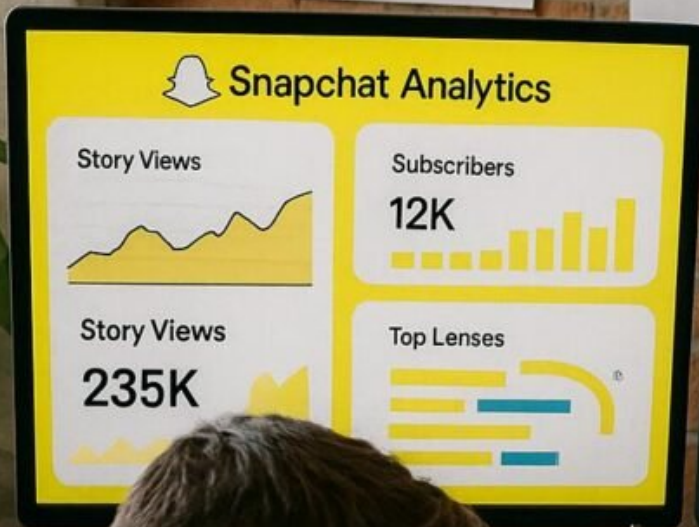 Snapchat Analytics
Story Views
Subscribers
12K
Story Views
235K
Top Lenses